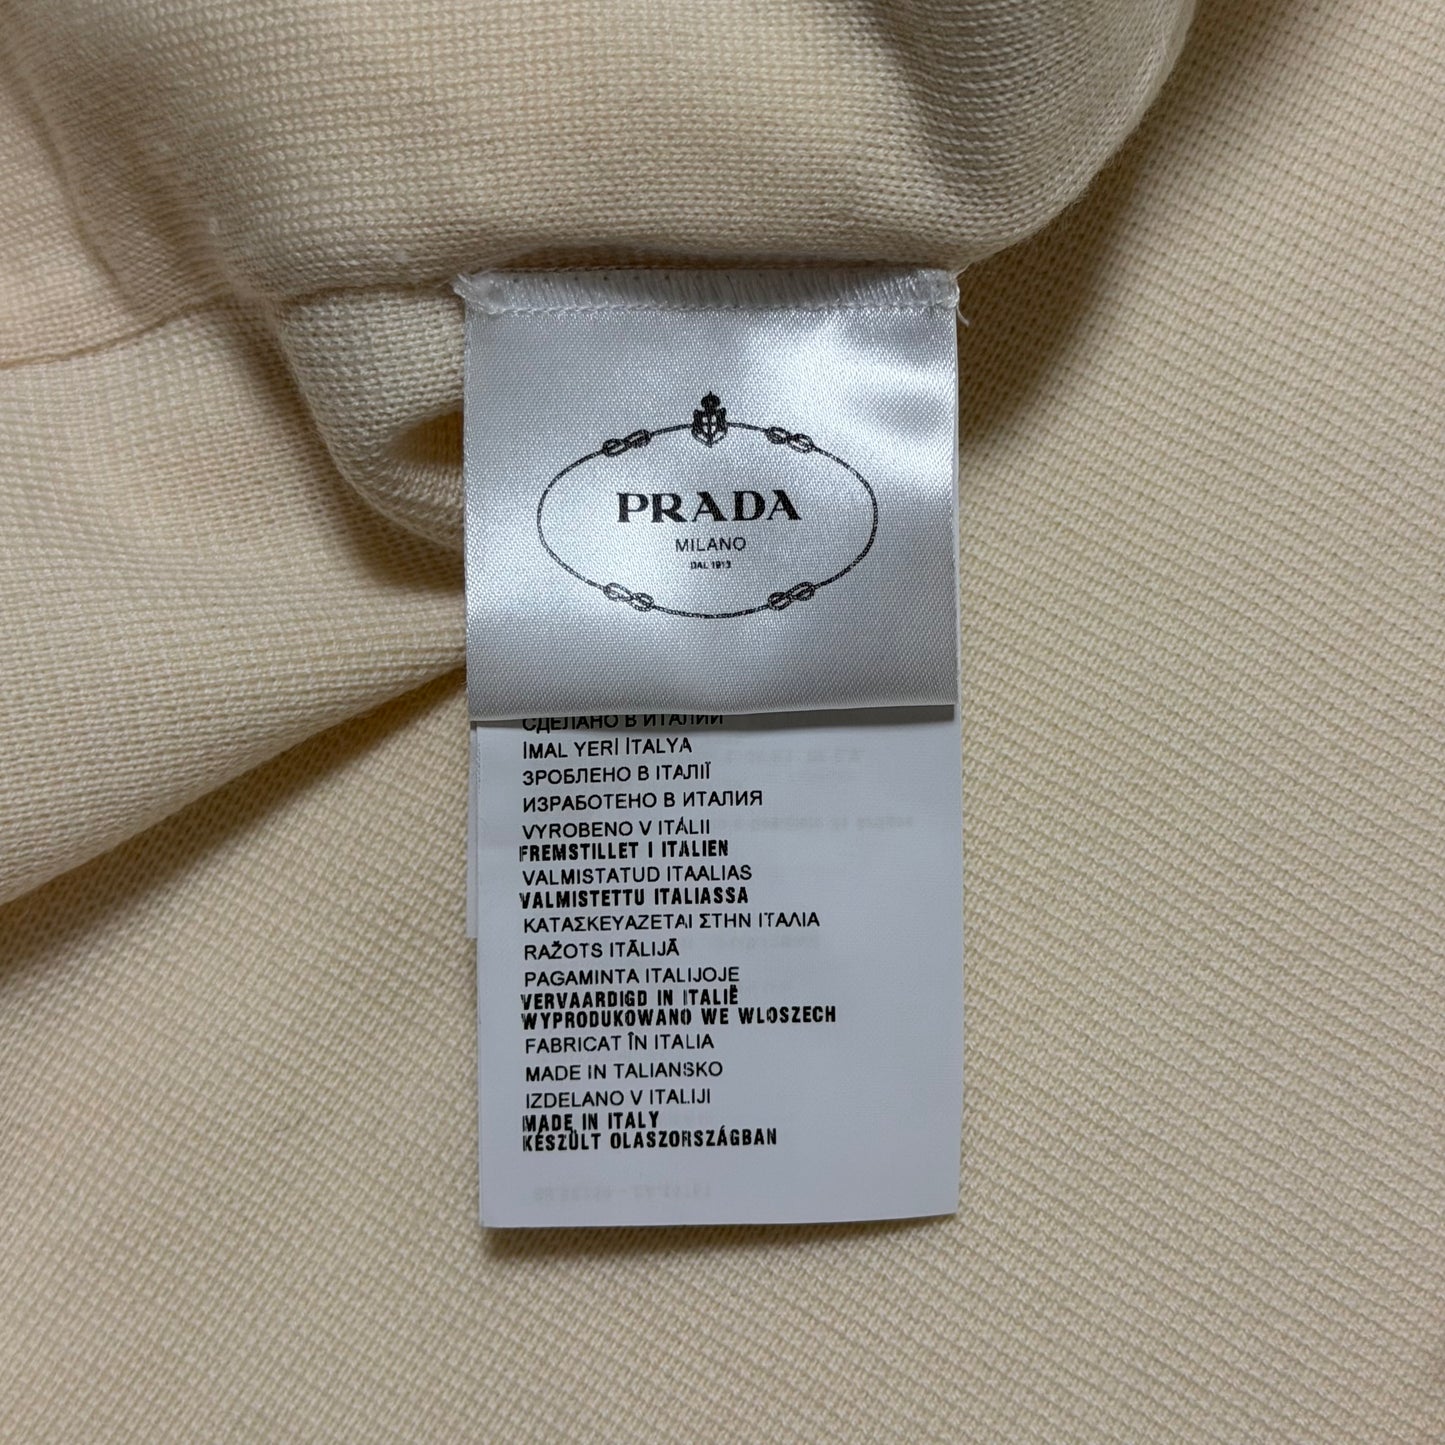 PRADA
MILANO
DAL 1913
СДЕЛАНО В ИТАЛИИ
İMAL YERİ İTALYA
ЗРОБЛЕНО В ІТАЛІЇ
ИЗРАБОТЕНО В ИТАЛИЯ
VYROBENO V ITÁLII
FREMSTILLET I ITALIEN
VALMISTATUD ITAALIAS
VALMISTETTU ITALIASSA
ΚΑΤΑΣΚΕΥΑΖΕΤΑΙ ΣΤΗΝ ΙΤΑΛΙΑ
RAŽOTS ITĀLIJĀ
PAGAMINTA ITALIJOJE
VERVAARDIGD IN ITALIË
WYPRODUKOWANO WE WLOSZECH
FABRICAT ÎN ITALIA
MADE IN TALIANSKO
IZDELANO V ITALIJI
MADE IN ITALY
KÉSZÜLT OLASZORSZÁGBAN